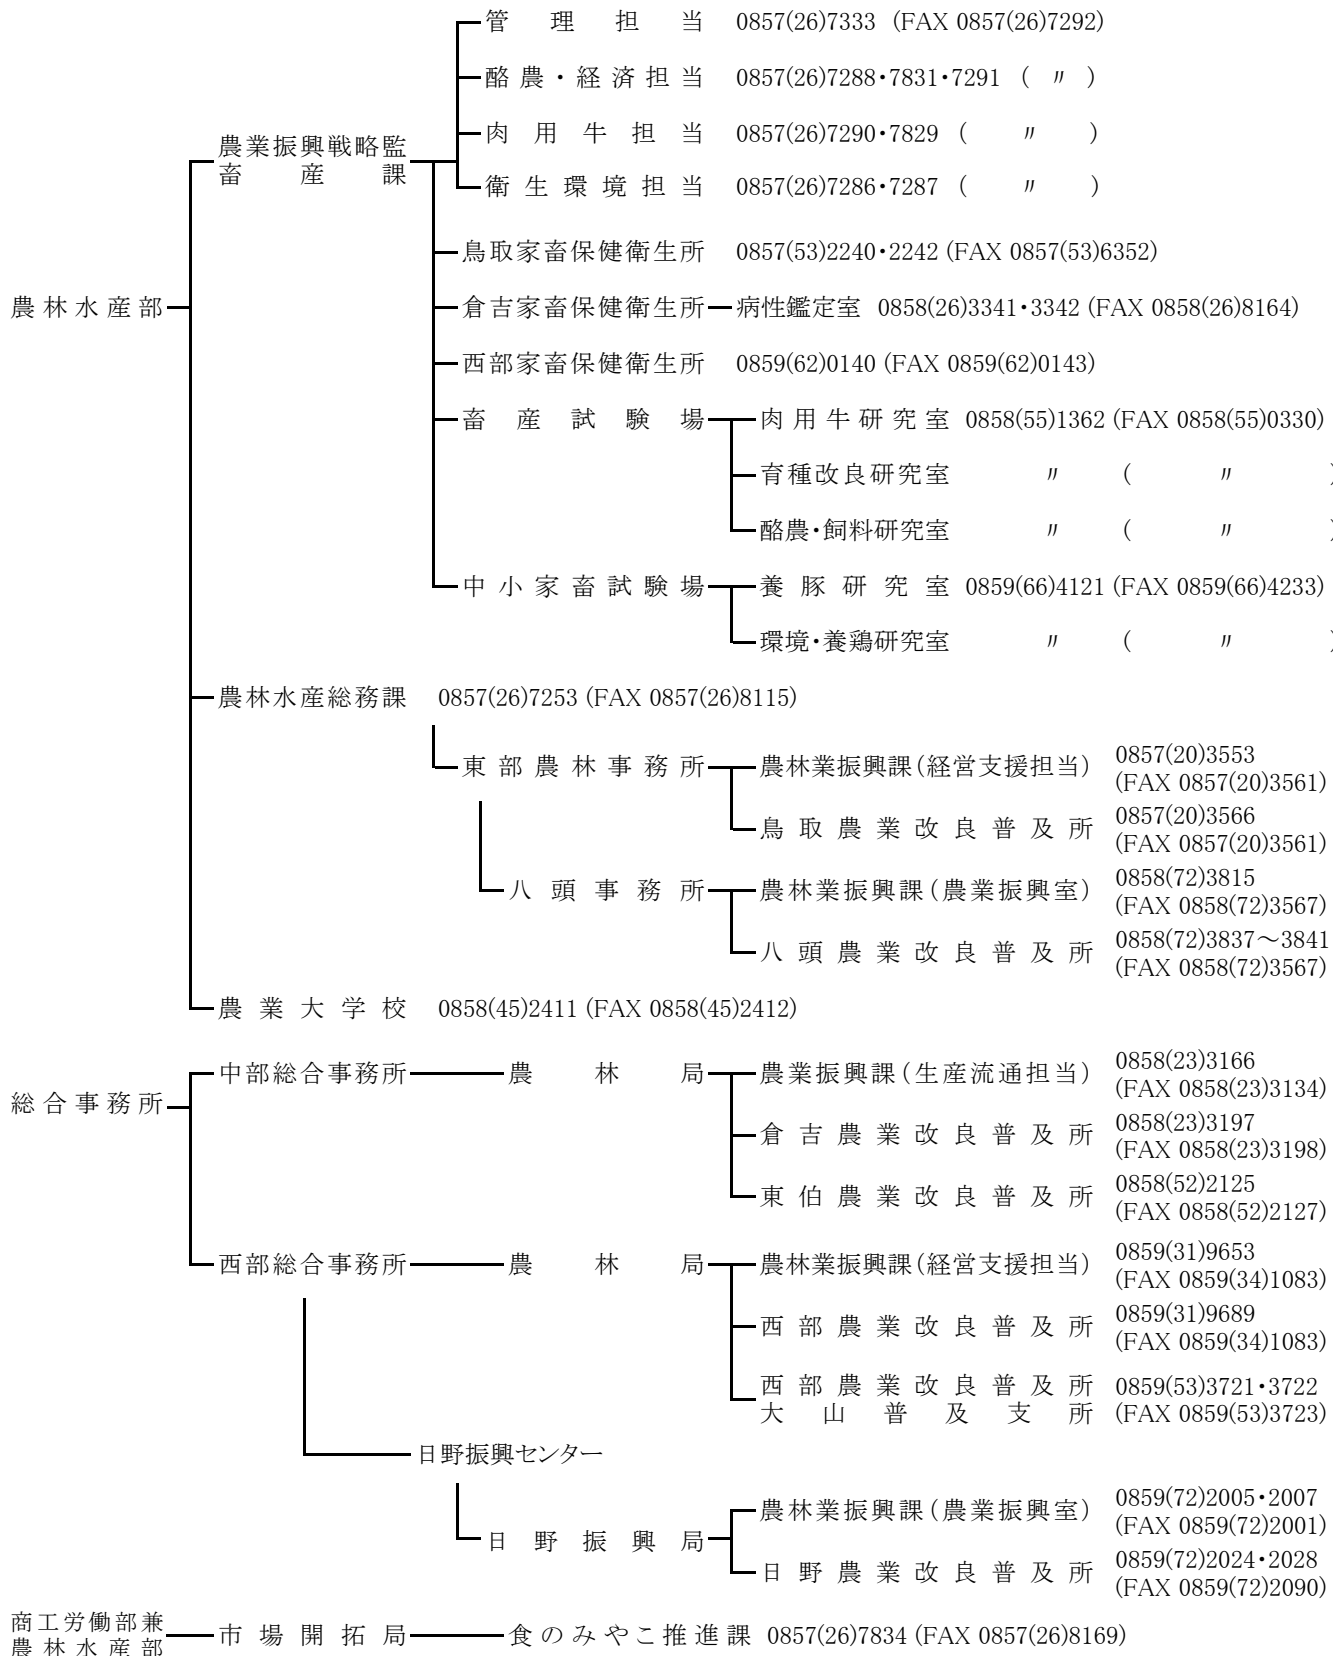 管理担当 0857(26)7333 (FAX 0857(26)7292)
酪農・経済担当 0857(26)7288・7831・7291 ( 〃 )
肉用牛担当 0857(26)7290・7829 ( 〃 )
農業振興戦略監
畜産課
衛生環境担当 0857(26)7286・7287 ( 〃 )
鳥取家畜保健衛生所 0857(53)2240・2242 (FAX 0857(53)6352)
農林水産部
倉吉家畜保健衛生所 病性鑑定室 0858(26)3341・3342 (FAX 0858(26)8164)
西部家畜保健衛生所 0859(62)0140 (FAX 0859(62)0143)
畜産試験場 肉用牛研究室 0858(55)1362 (FAX 0858(55)0330)
育種改良研究室 〃 ( 〃 )
酪農・飼料研究室 〃 ( 〃 )
中小家畜試験場 養豚研究室 0859(66)4121 (FAX 0859(66)4233)
環境・養鶏研究室 〃 ( 〃 )
農林水産総務課 0857(26)7253 (FAX 0857(26)8115)
東部農林事務所 農林業振興課(経営支援担当) 0857(20)3553
(FAX 0857(20)3561)
鳥取農業改良普及所 0857(20)3566
(FAX 0857(20)3561)
八頭事務所 農林業振興課(農業振興室) 0858(72)3815
(FAX 0858(72)3567)
八頭農業改良普及所 0858(72)3837～3841
(FAX 0858(72)3567)
農業大学校 0858(45)2411 (FAX 0858(45)2412)
総合事務所
中部総合事務所 農林局 農業振興課(生産流通担当) 0858(23)3166
(FAX 0858(23)3134)
倉吉農業改良普及所 0858(23)3197
(FAX 0858(23)3198)
東伯農業改良普及所 0858(52)2125
(FAX 0858(52)2127)
西部総合事務所 農林局 農林業振興課(経営支援担当) 0859(31)9653
(FAX 0859(34)1083)
西部農業改良普及所 0859(31)9689
(FAX 0859(34)1083)
西部農業改良普及所 0859(53)3721・3722
大山普及支所 (FAX 0859(53)3723)
日野振興センター
日野振興局 農林業振興課(農業振興室) 0859(72)2005・2007
(FAX 0859(72)2001)
日野農業改良普及所 0859(72)2024・2028
(FAX 0859(72)2090)
商工労働部兼
農林水産部
市場開拓局 食のみやこ推進課 0857(26)7834 (FAX 0857(26)8169)